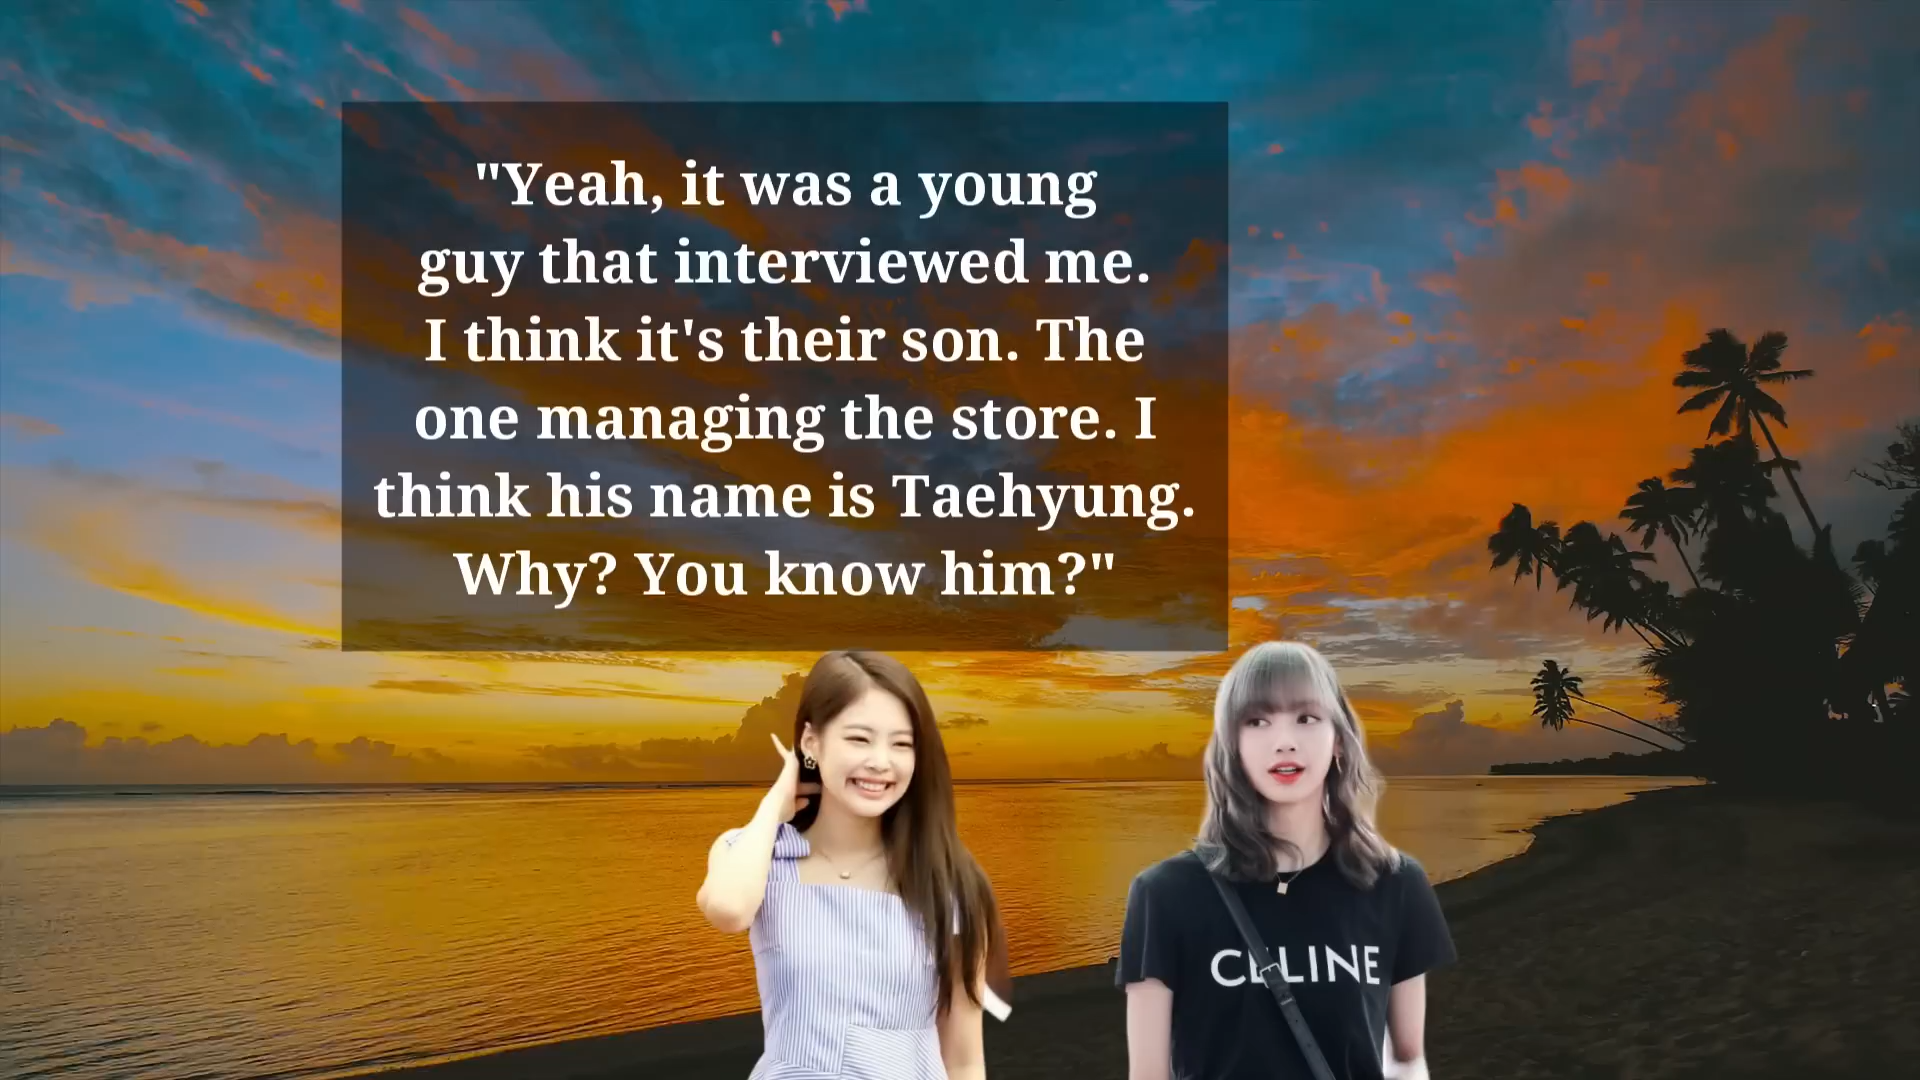 "Yeah, it was a young
guy that interviewed me.
I think it's their son. The
one managing the store. I
think his name is Taehyung.
Why? You know him?"
CELINE